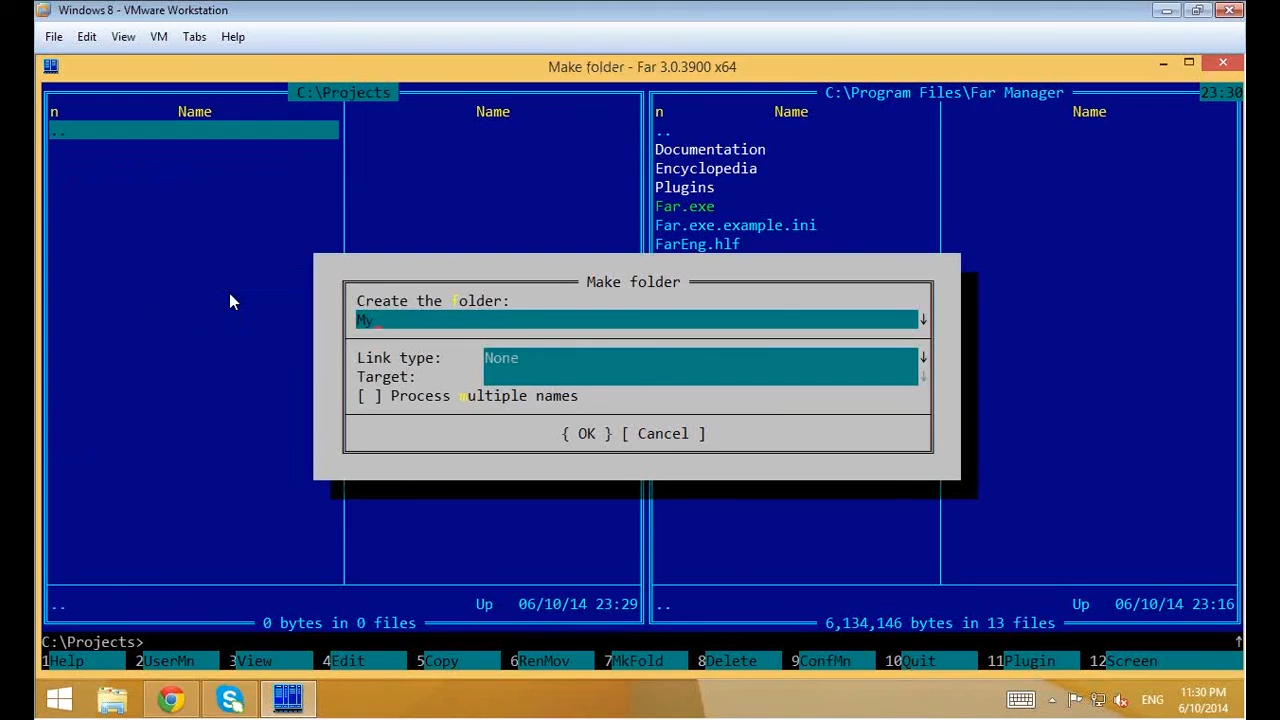 Windows 8 - VMware Workstation
File Edit View VM Tabs Help
Make folder - Far 3.0.3900 x64
C:\Projects
C:\Program Files\Far Manager
23:30
n Name Name
n Name Name
..
..
Documentation
Encyclopedia
Plugins
Far.exe
Far.exe.example.ini
FarEng.hlf
Make folder
Create the folder:
My
Link type: None
Target:
[ ] Process multiple names
{ OK } [ Cancel ]
.. Up 06/10/14 23:29
.. Up 06/10/14 23:16
0 bytes in 0 files
6,134,146 bytes in 13 files
C:\Projects>
1Help 2UserMn 3View 4Edit 5Copy 6RenMov 7MkFold 8Delete 9ConfMn 10Quit 11Plugin 12Screen
ENG
11:30 PM
6/10/2014